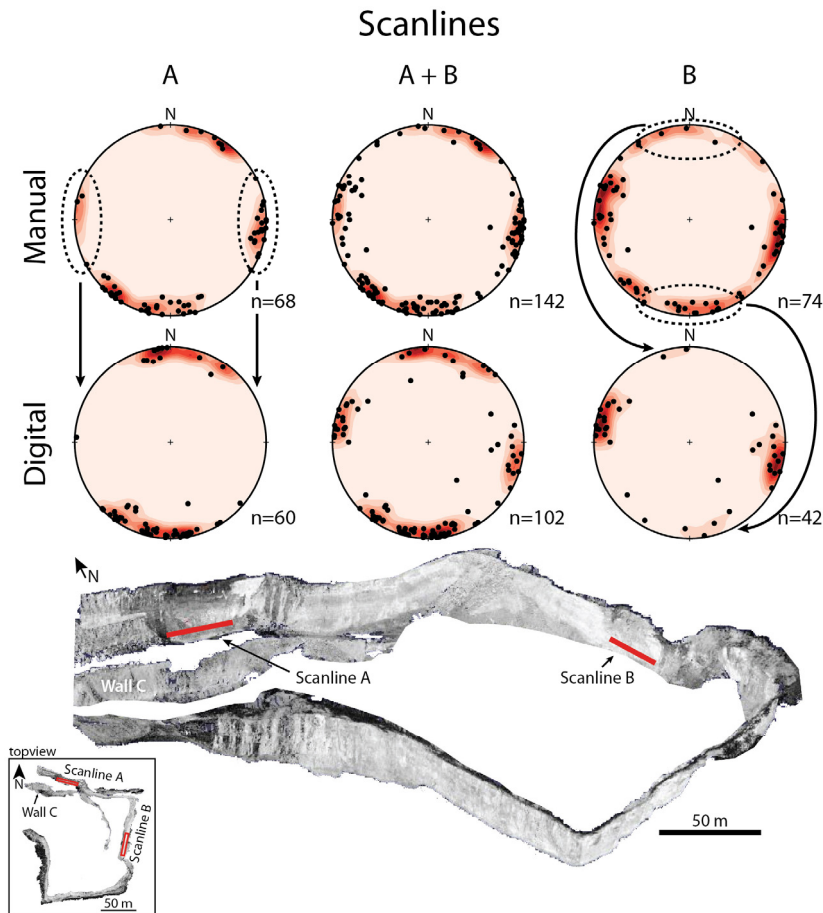 Scanlines
A
A + B
B
N
N
N
Manual
n=68
n=142
n=74
N
N
N
Digital
n=60
n=102
n=42
N
Scanline A
Scanline B
Wall C
50 m
topview
N
Scanline A
Wall C
Scanline B
50 m